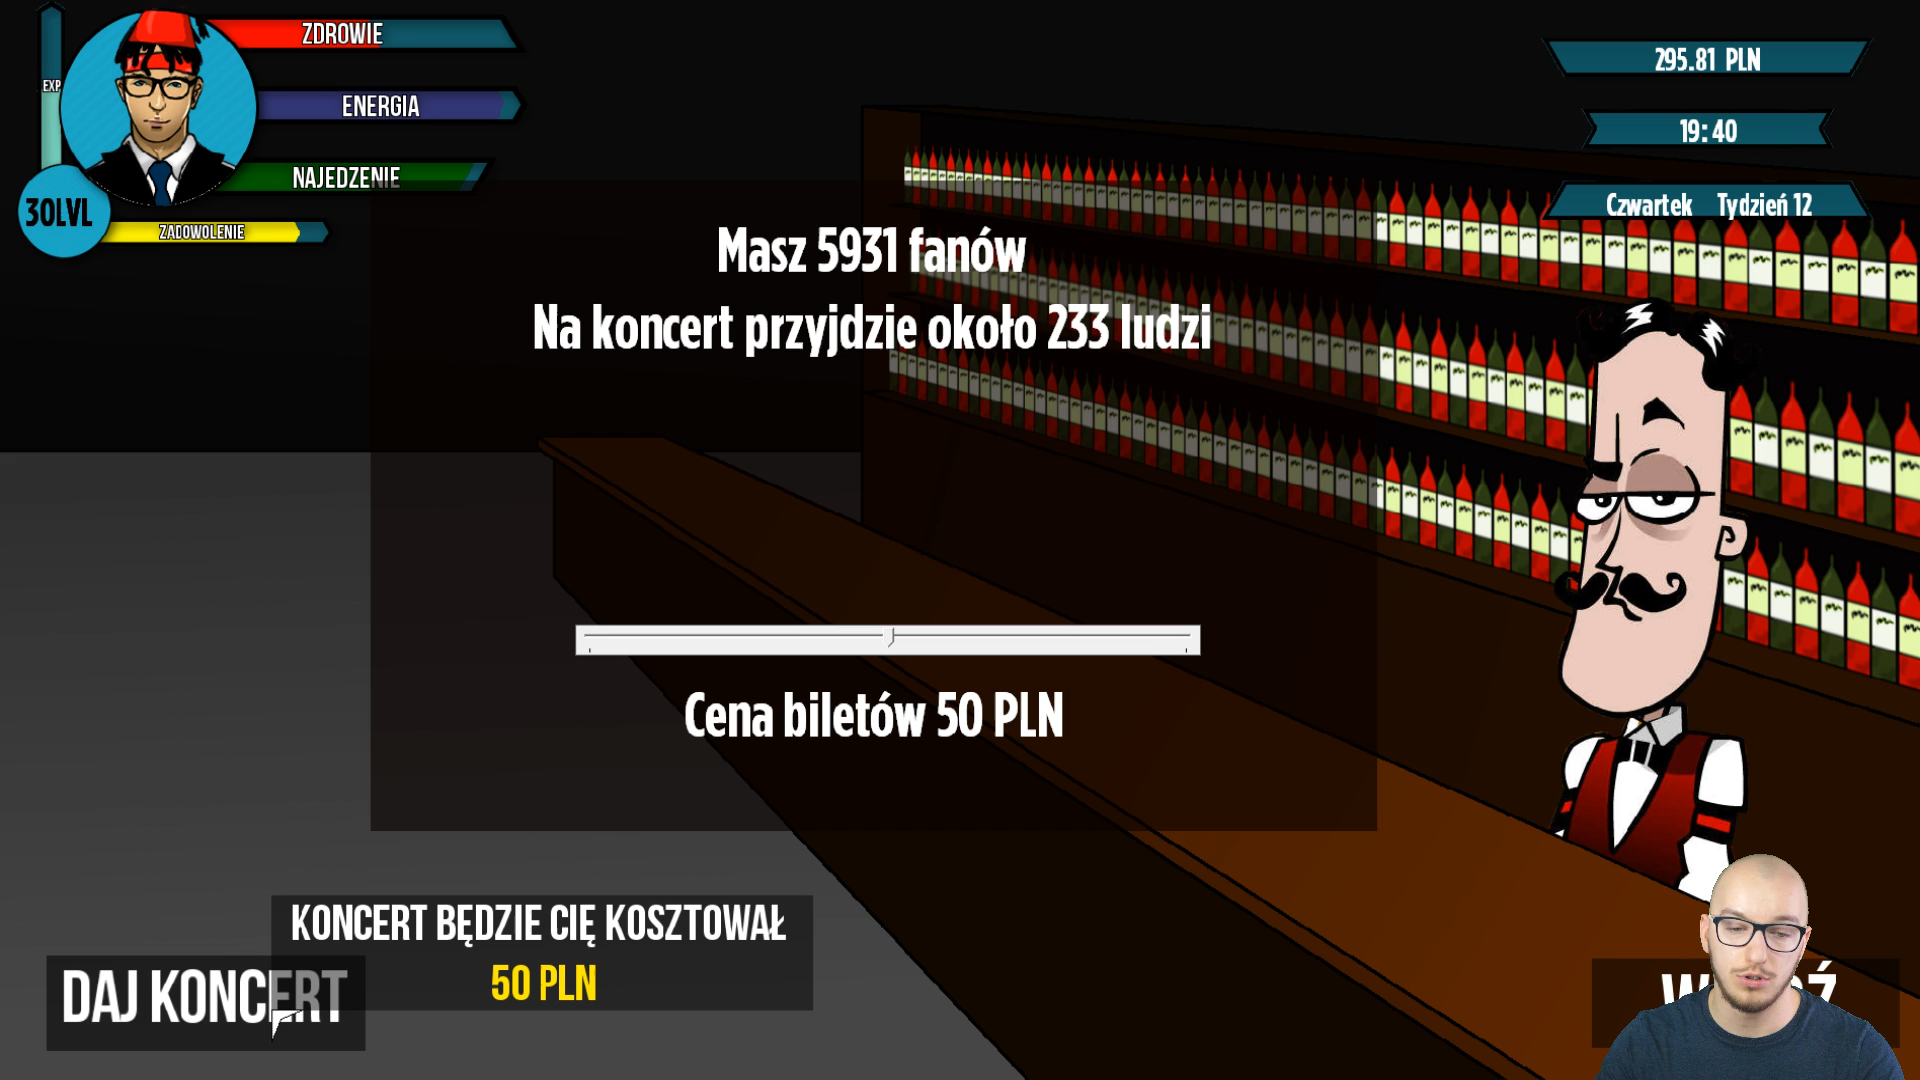 ZDROWIE
295.81 PLN
EXP
ENERGIA
19:40
NAJEDZENIE
Czwartek Tydzień 12
30LVL
ZADOWOLENIE
Masz 5931 fanów
Na koncert przyjdzie około 233 ludzi
Cena biletów 50 PLN
KONCERT BĘDZIE CIĘ KOSZTOWAŁ
50 PLN
DAJ KONCERT